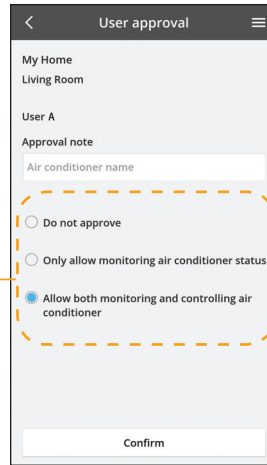 User approval
My Home
Living Room
User A
Approval note
Air conditioner name
Do not approve
Only allow monitoring air conditioner status
Allow both monitoring and controlling air
conditioner
Confirm